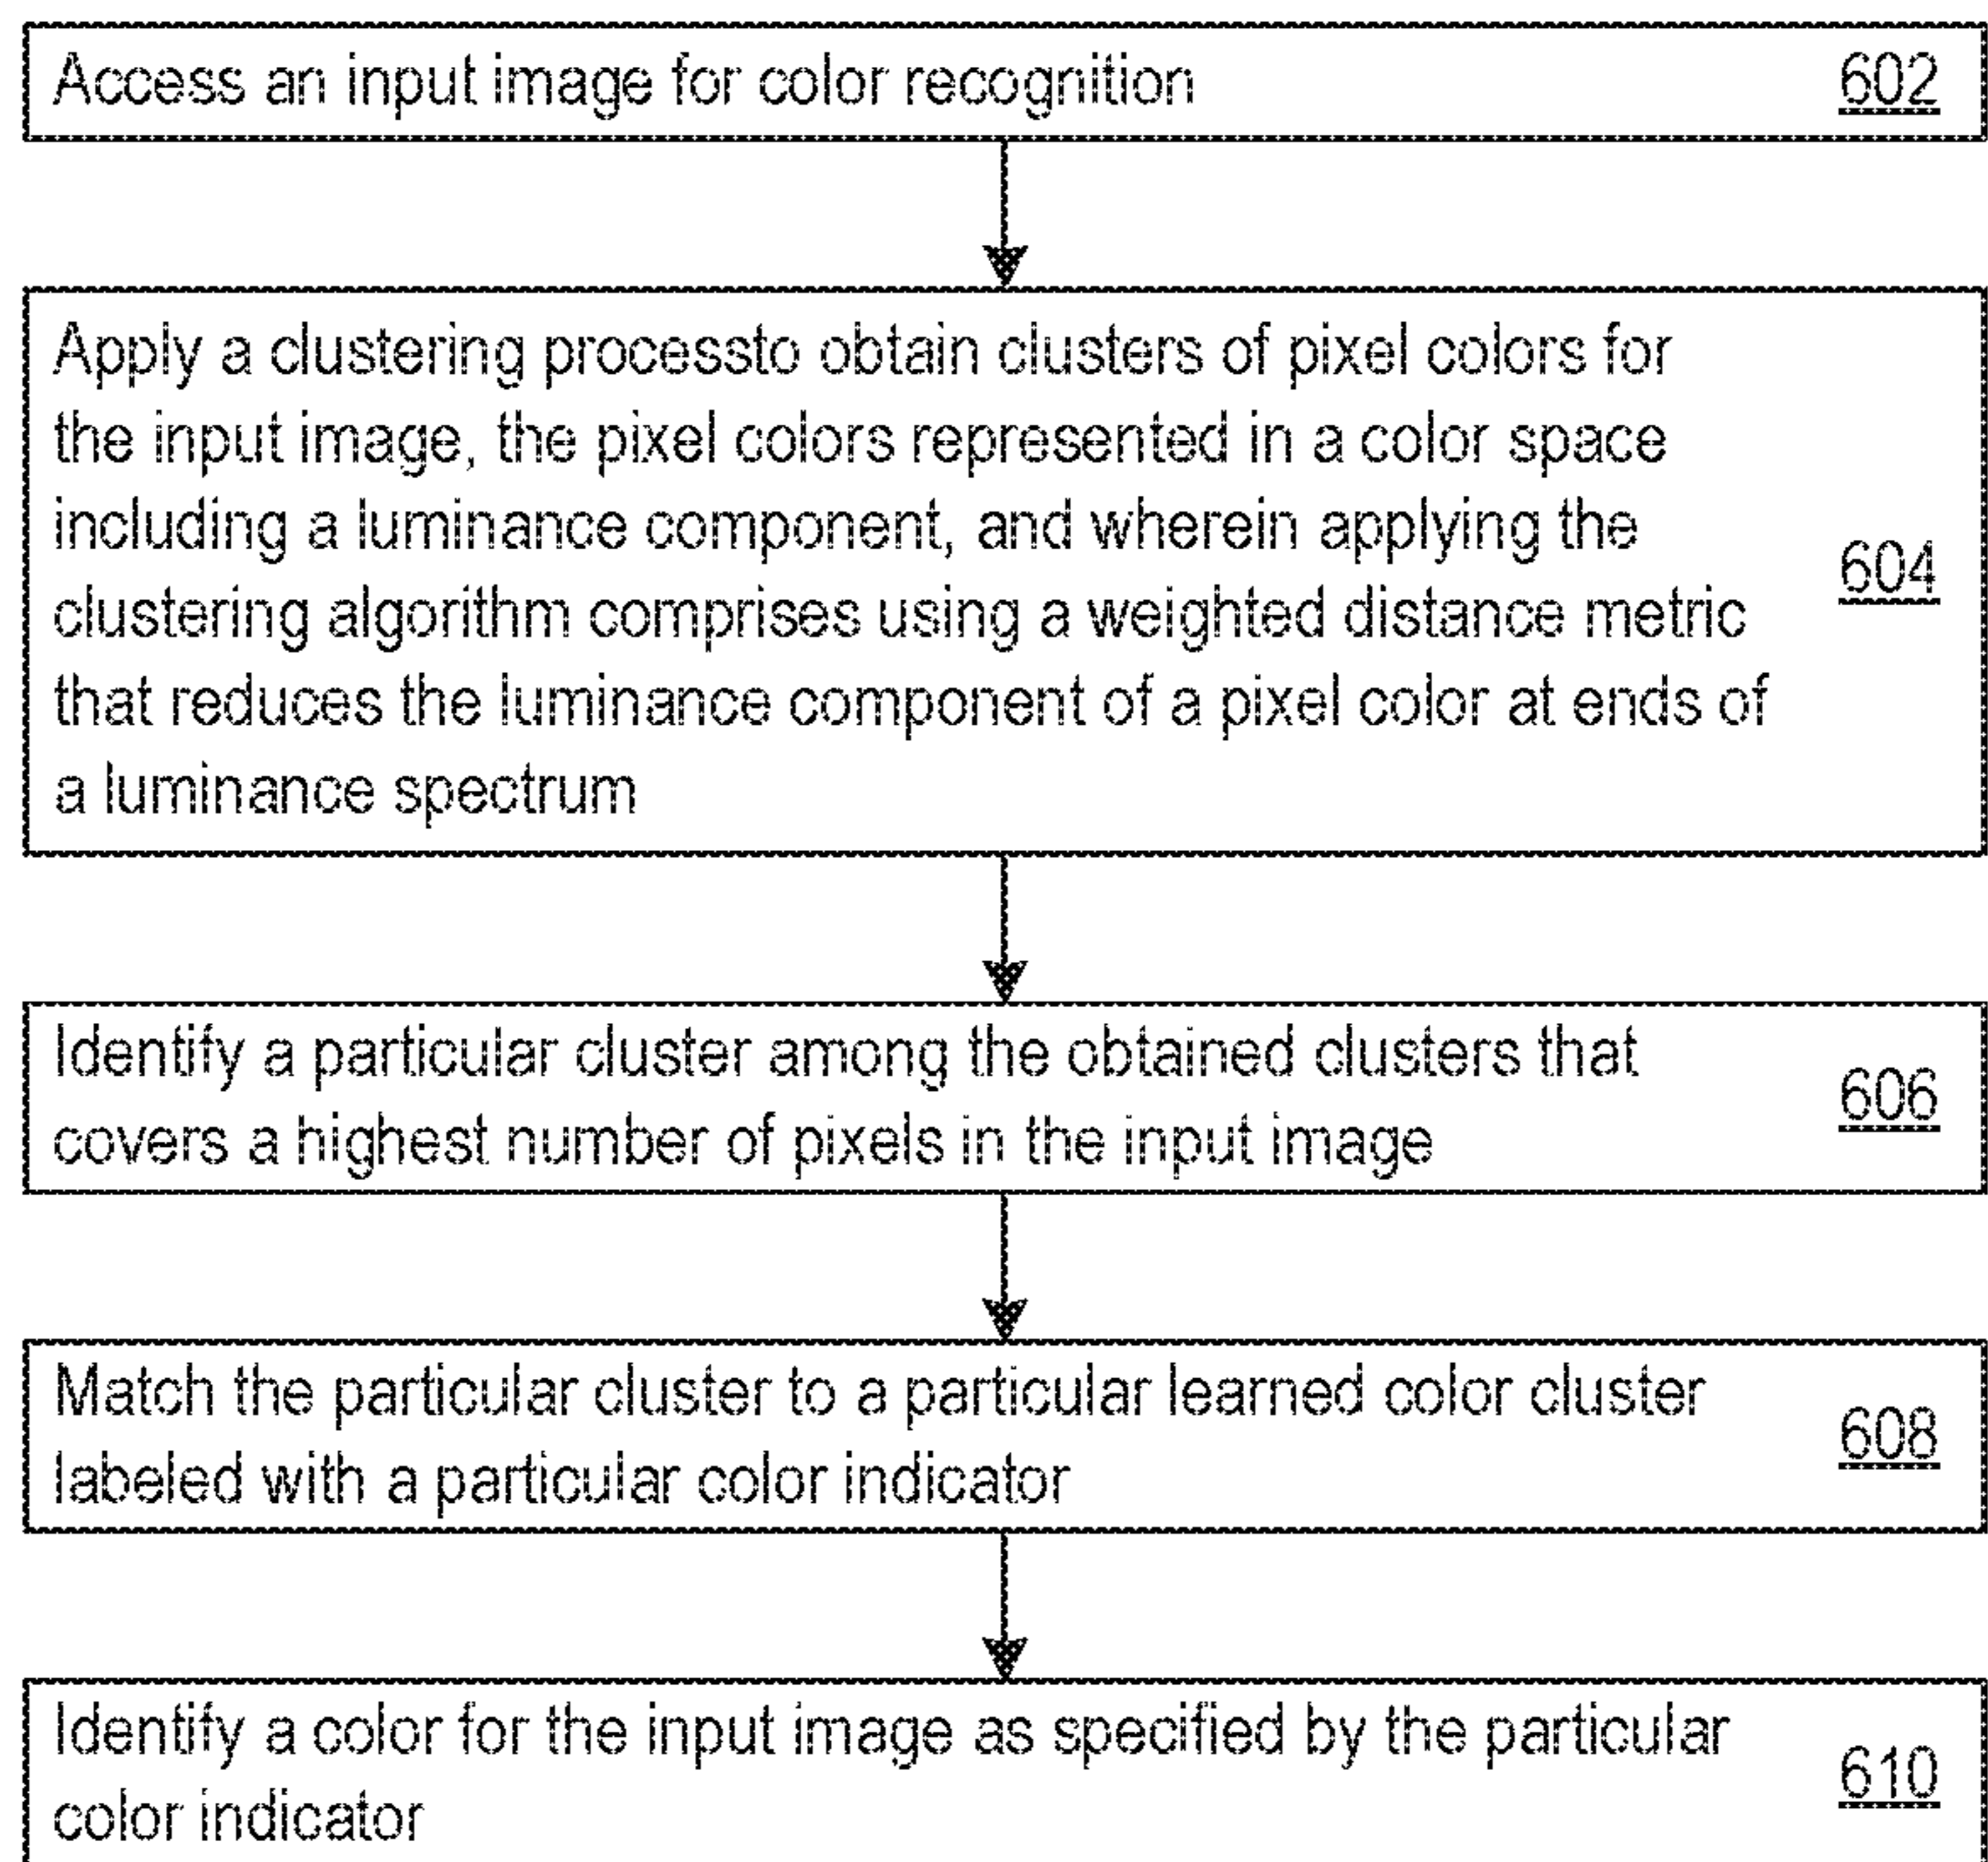 Access an input image for color recognition 602
Apply a clustering processto obtain clusters of pixel colors for
the input image, the pixel colors represented in a color space
including a luminance component, and wherein applying the
clustering algorithm comprises using a weighted distance metric
that reduces the luminance component of a pixel color at ends of
a luminance spectrum
604
Identify a particular cluster among the obtained clusters that
covers a highest number of pixels in the input image
606
Match the particular cluster to a particular learned color cluster
labeled with a particular color indicator
608
Identify a color for the input image as specified by the particular
color indicator
610